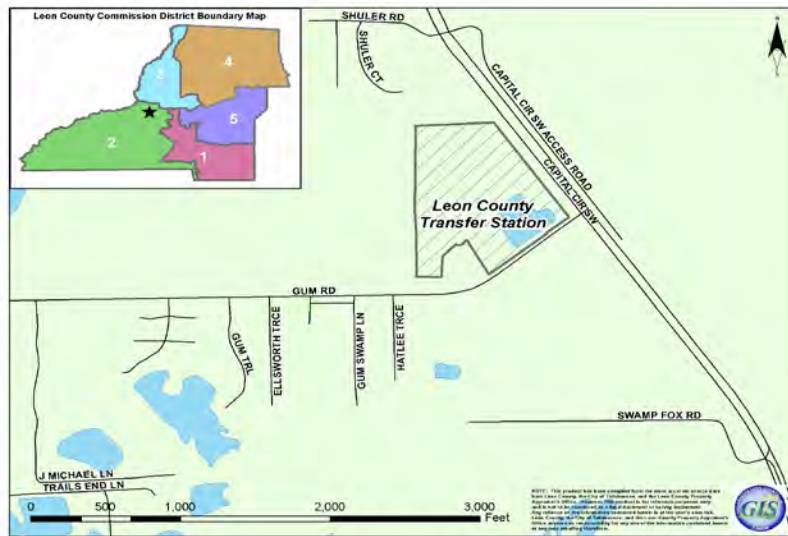 Leon County Commission District Boundary Map
3
4
5
2
1
SHULER RD
SHULER CT
CAPITAL CIR SW ACCESS ROAD
CAPITAL CIR SW
Leon County
Transfer Station
GUM RD
GUM TRL
ELLSWORTH TRCE
GUM SWAMP LN
HATLEE TRCE
SWAMP FOX RD
J MICHAEL LN
TRAILS END LN
0 500 1,000 2,000 3,000
Feet
GIS